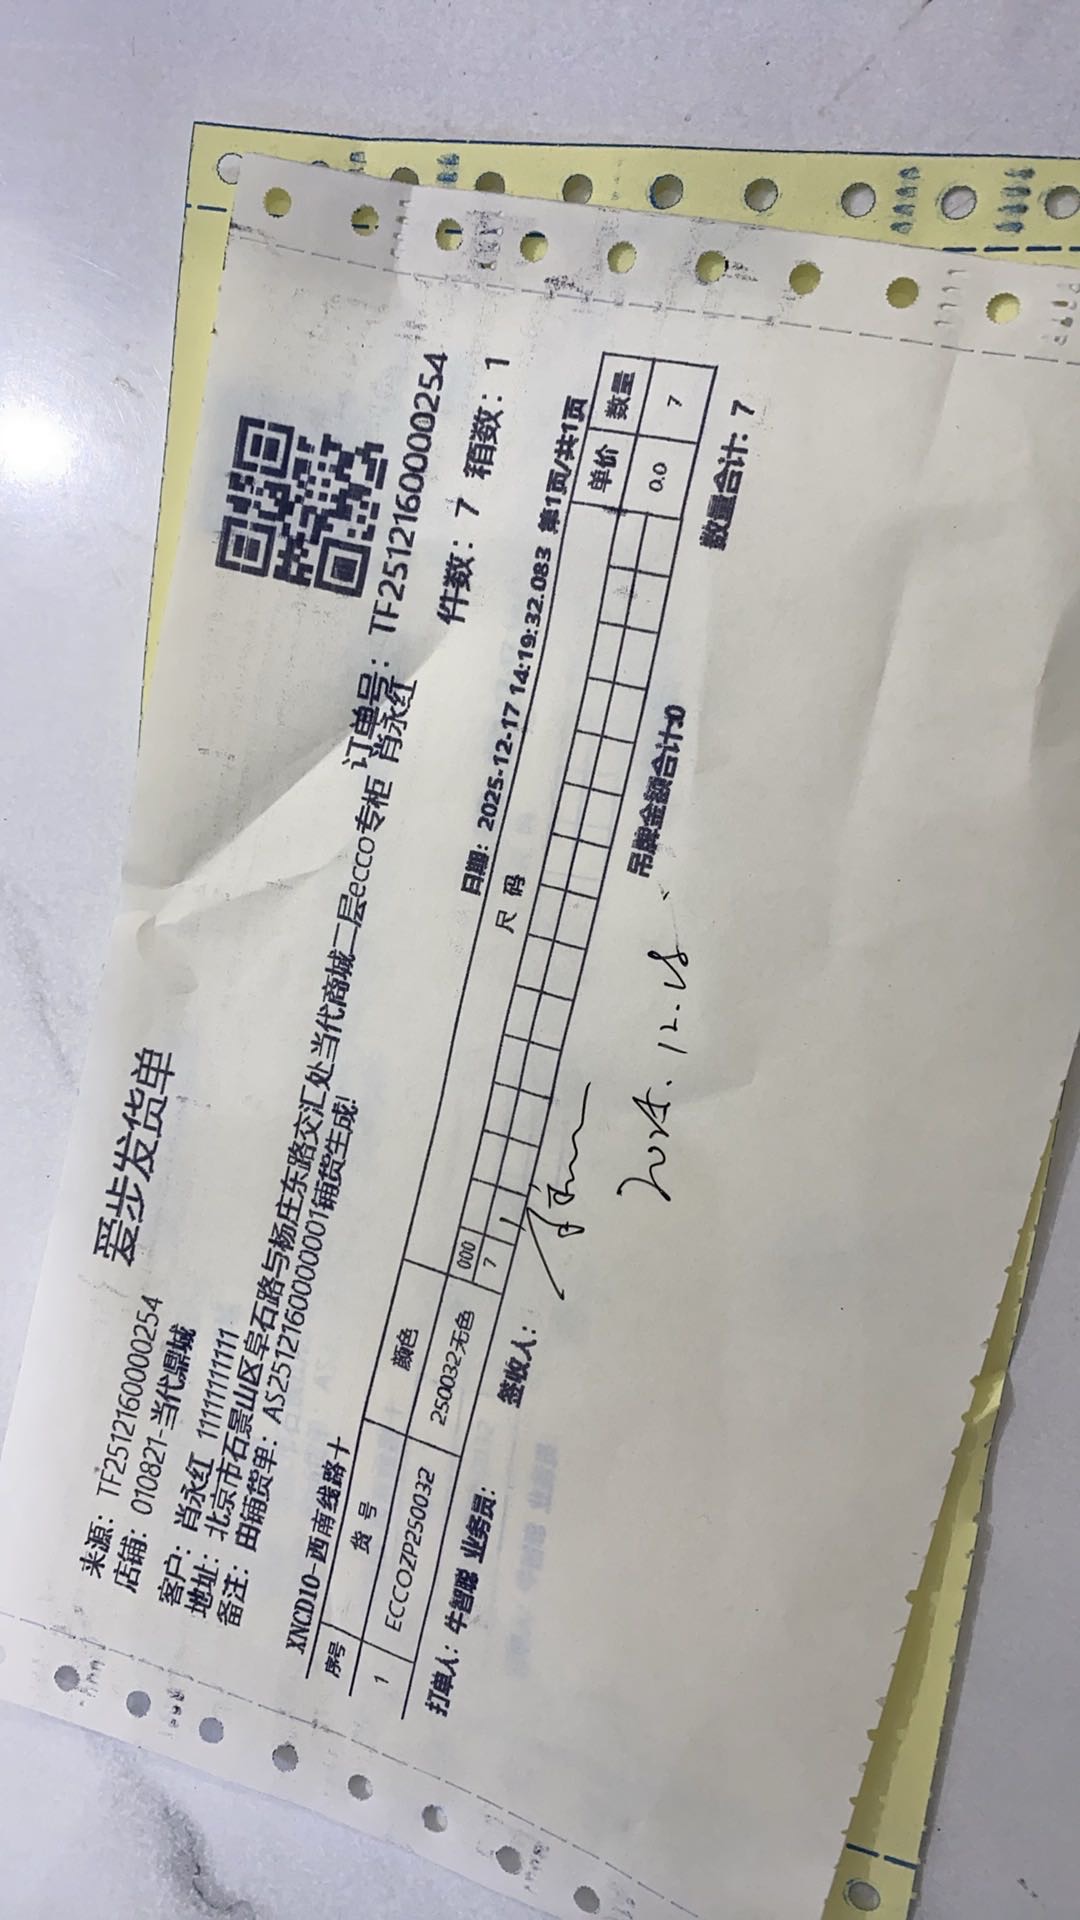 爱步发货单
来源：TF251216000000254
店铺：010821-当代鼎城
客户：肖永红 11111111111
地址：北京市石景山区阜石路与杨庄东路交汇处当代商城二层ecco专柜 肖永红
备注：由铺货单：AS251216000000001铺货生成!
订单号：TF251216000000254
件数：7 箱数：1
XNCD10-西南线路十 日期：2025-12-17 14:19:32.083 第1页/共1页
序号 货号 颜色 尺码 单价 数量
000
1 ECCOZP250032 250032无色 7 0.0 7
打单人：牛智聪 业务员： 签收人： 吊牌金额合计:0 数量合计: 7
2025.12.18